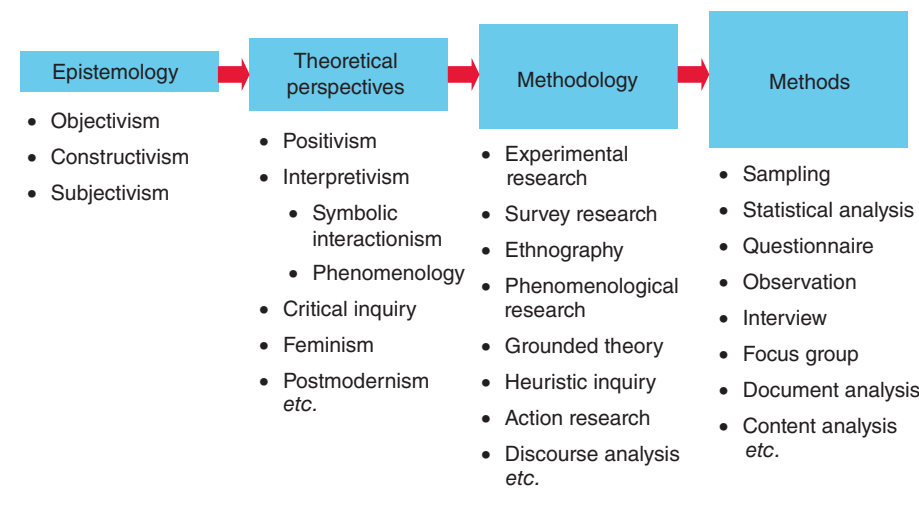 Epistemology
• Objectivism
• Constructivism
• Subjectivism
Theoretical
perspectives
• Positivism
• Interpretivism
• Symbolic
interactionism
• Phenomenology
• Critical inquiry
• Feminism
• Postmodernism
etc.
Methodology
• Experimental
research
• Survey research
• Ethnography
• Phenomenological
research
• Grounded theory
• Heuristic inquiry
• Action research
• Discourse analysis
etc.
Methods
• Sampling
• Statistical analysis
• Questionnaire
• Observation
• Interview
• Focus group
• Document analysis
• Content analysis
etc.